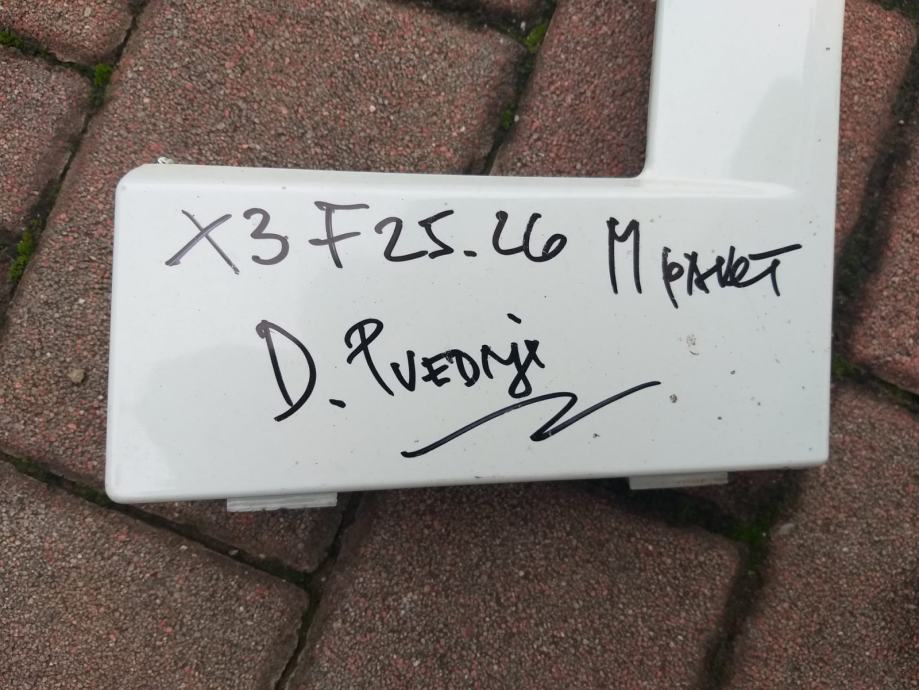 X3 F25.26 M paket
D. Prednji